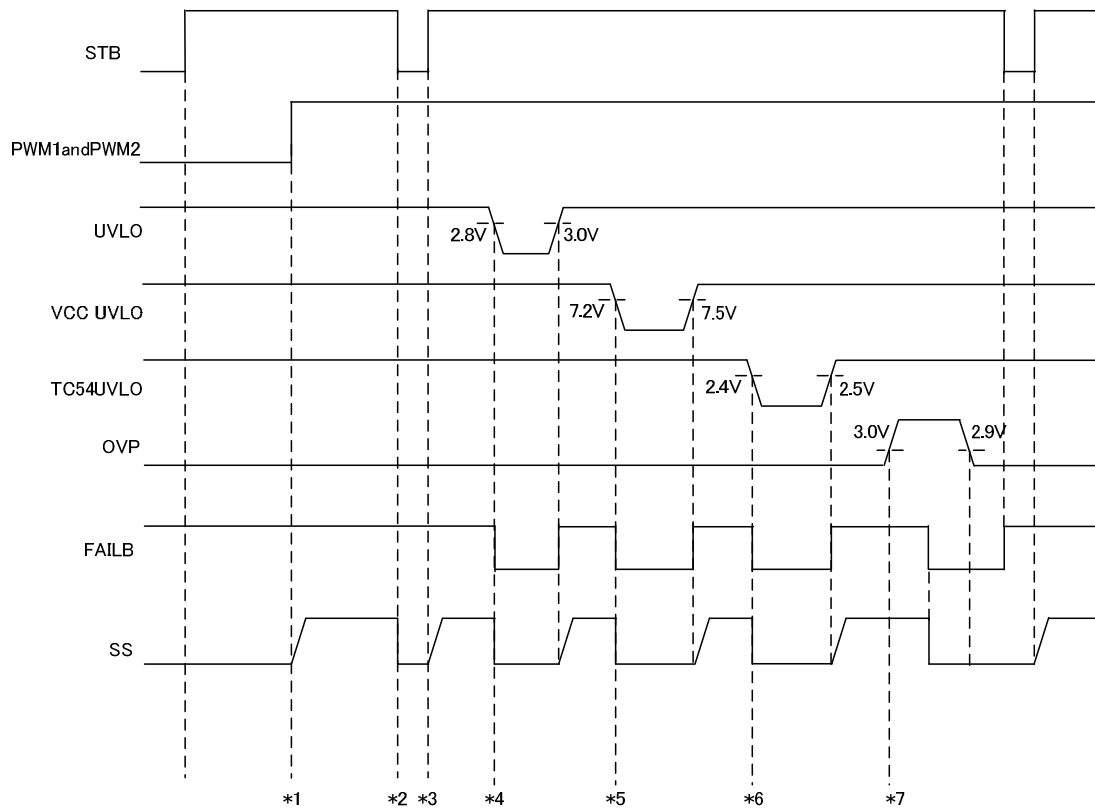 STB
PWM1andPWM2
UVLO
2.8V
3.0V
VCC UVLO
7.2V
7.5V
TC54UVLO
2.4V
2.5V
OVP
3.0V
2.9V
FAILB
SS
*1
*2
*3
*4
*5
*6
*7